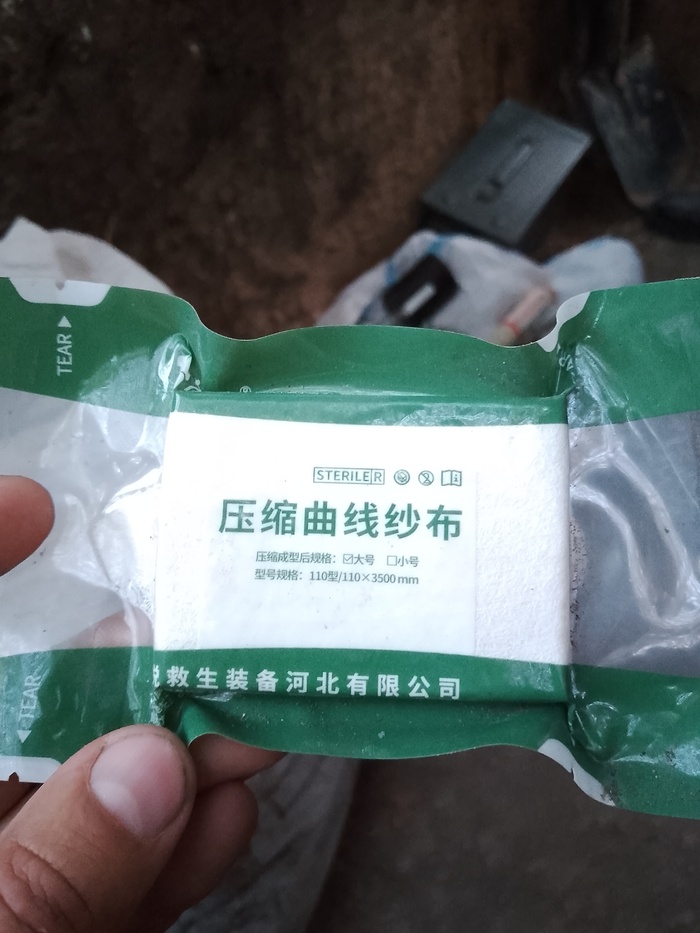 TEAR
STERILE R
压缩曲线纱布
压缩成型后规格：☑大号 □小号
型号规格：110型/110×3500mm
救生装备河北有限公司
TEAR